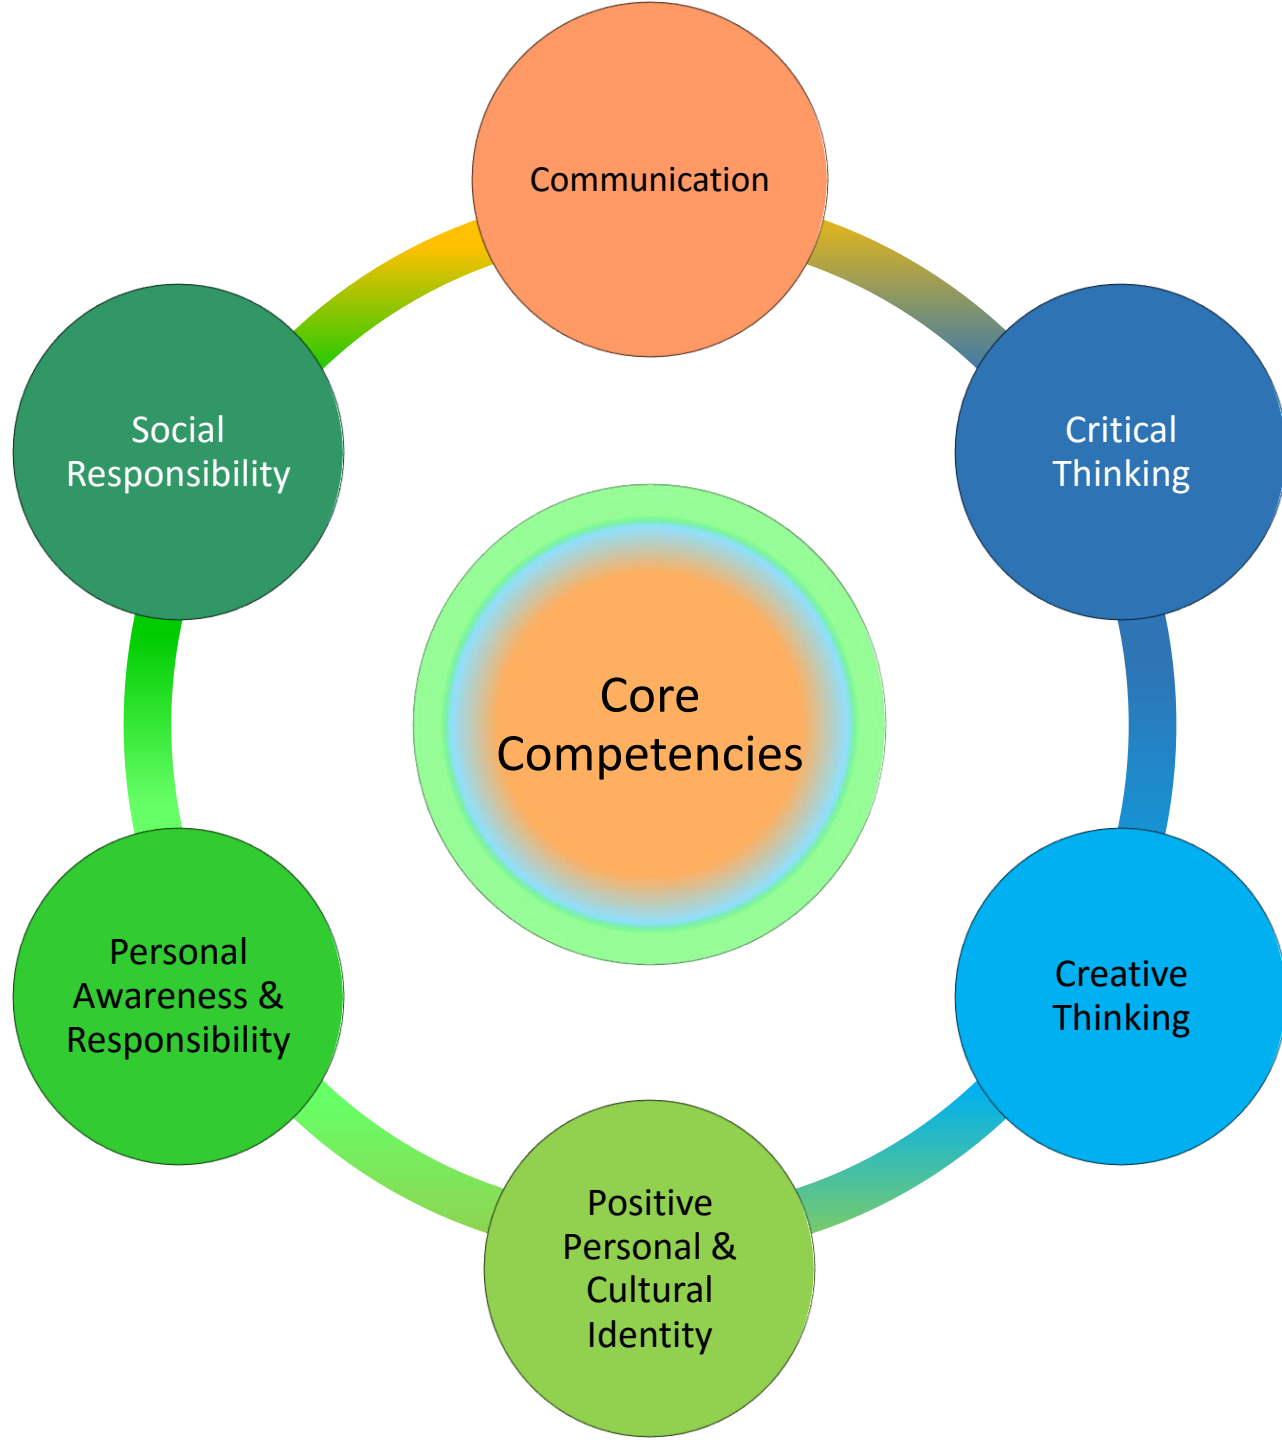 Communication
Social
Responsibility
Critical
Thinking
Core
Competencies
Personal
Awareness &
Responsibility
Creative
Thinking
Positive
Personal &
Cultural
Identity